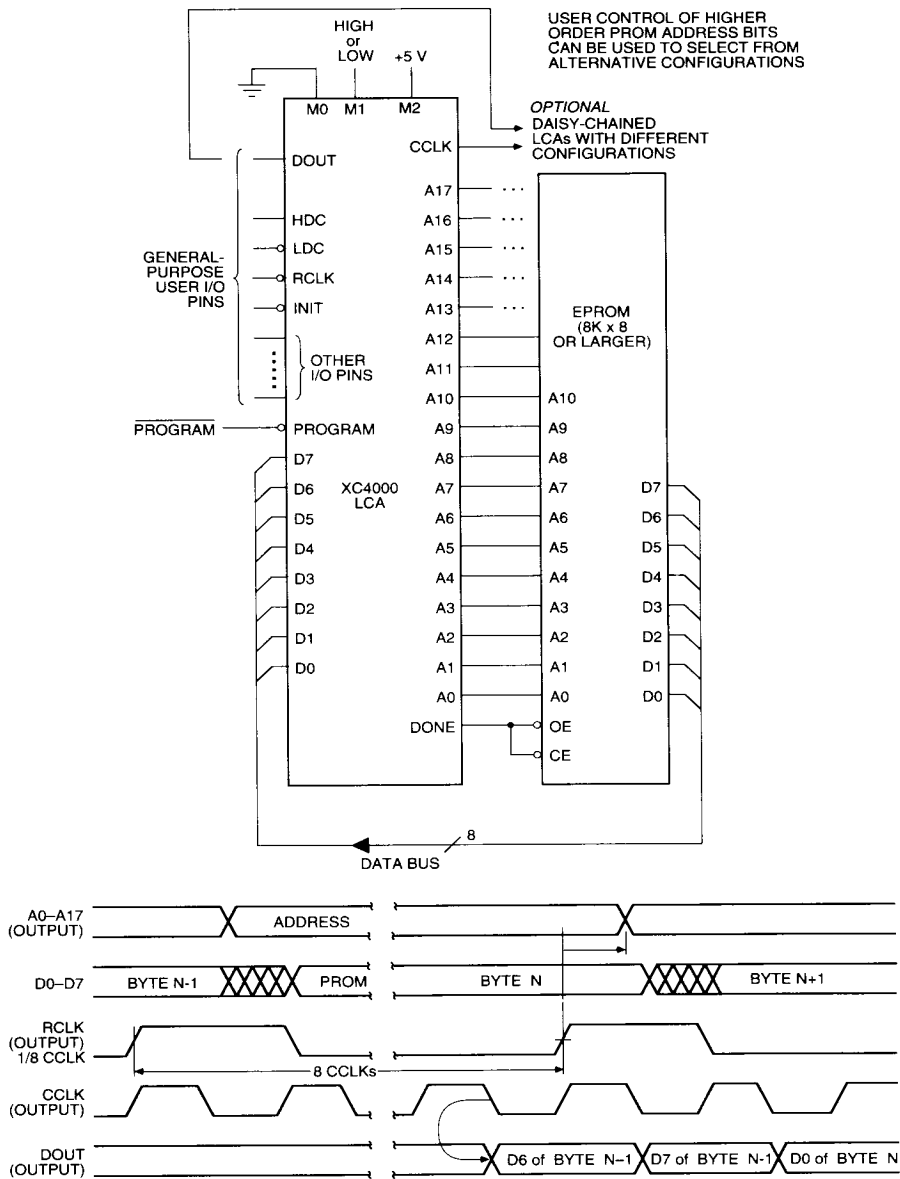 HIGH
or
LOW
+5 V
USER CONTROL OF HIGHER
ORDER PROM ADDRESS BITS
CAN BE USED TO SELECT FROM
ALTERNATIVE CONFIGURATIONS
M0 M1 M2
OPTIONAL
DAISY-CHAINED
LCAs WITH DIFFERENT
CONFIGURATIONS
CCLK
DOUT
A17 ...
HDC
A16 ...
LDC
A15 ...
GENERAL-
PURPOSE
USER I/O
PINS
RCLK
A14 ...
INIT
A13 ...
EPROM
(8K x 8
OR LARGER)
A12
OTHER
I/O PINS
A11
A10 A10
PROGRAM PROGRAM
A9 A9
D7 A8 A8
D6 XC4000
LCA
A7 A7 D7
D5 A6 A6 D6
D4 A5 A5 D5
D3 A4 A4 D4
D2 A3 A3 D3
D1 A2 A2 D2
D0 A1 A1 D1
A0 A0 D0
DONE OE
CE
8
DATA BUS
A0–A17
(OUTPUT)
ADDRESS
D0–D7
BYTE N-1 PROM BYTE N BYTE N+1
RCLK
(OUTPUT)
1/8 CCLK
8 CCLKs
CCLK
(OUTPUT)
DOUT
(OUTPUT)
D6 of BYTE N–1 D7 of BYTE N-1 D0 of BYTE N